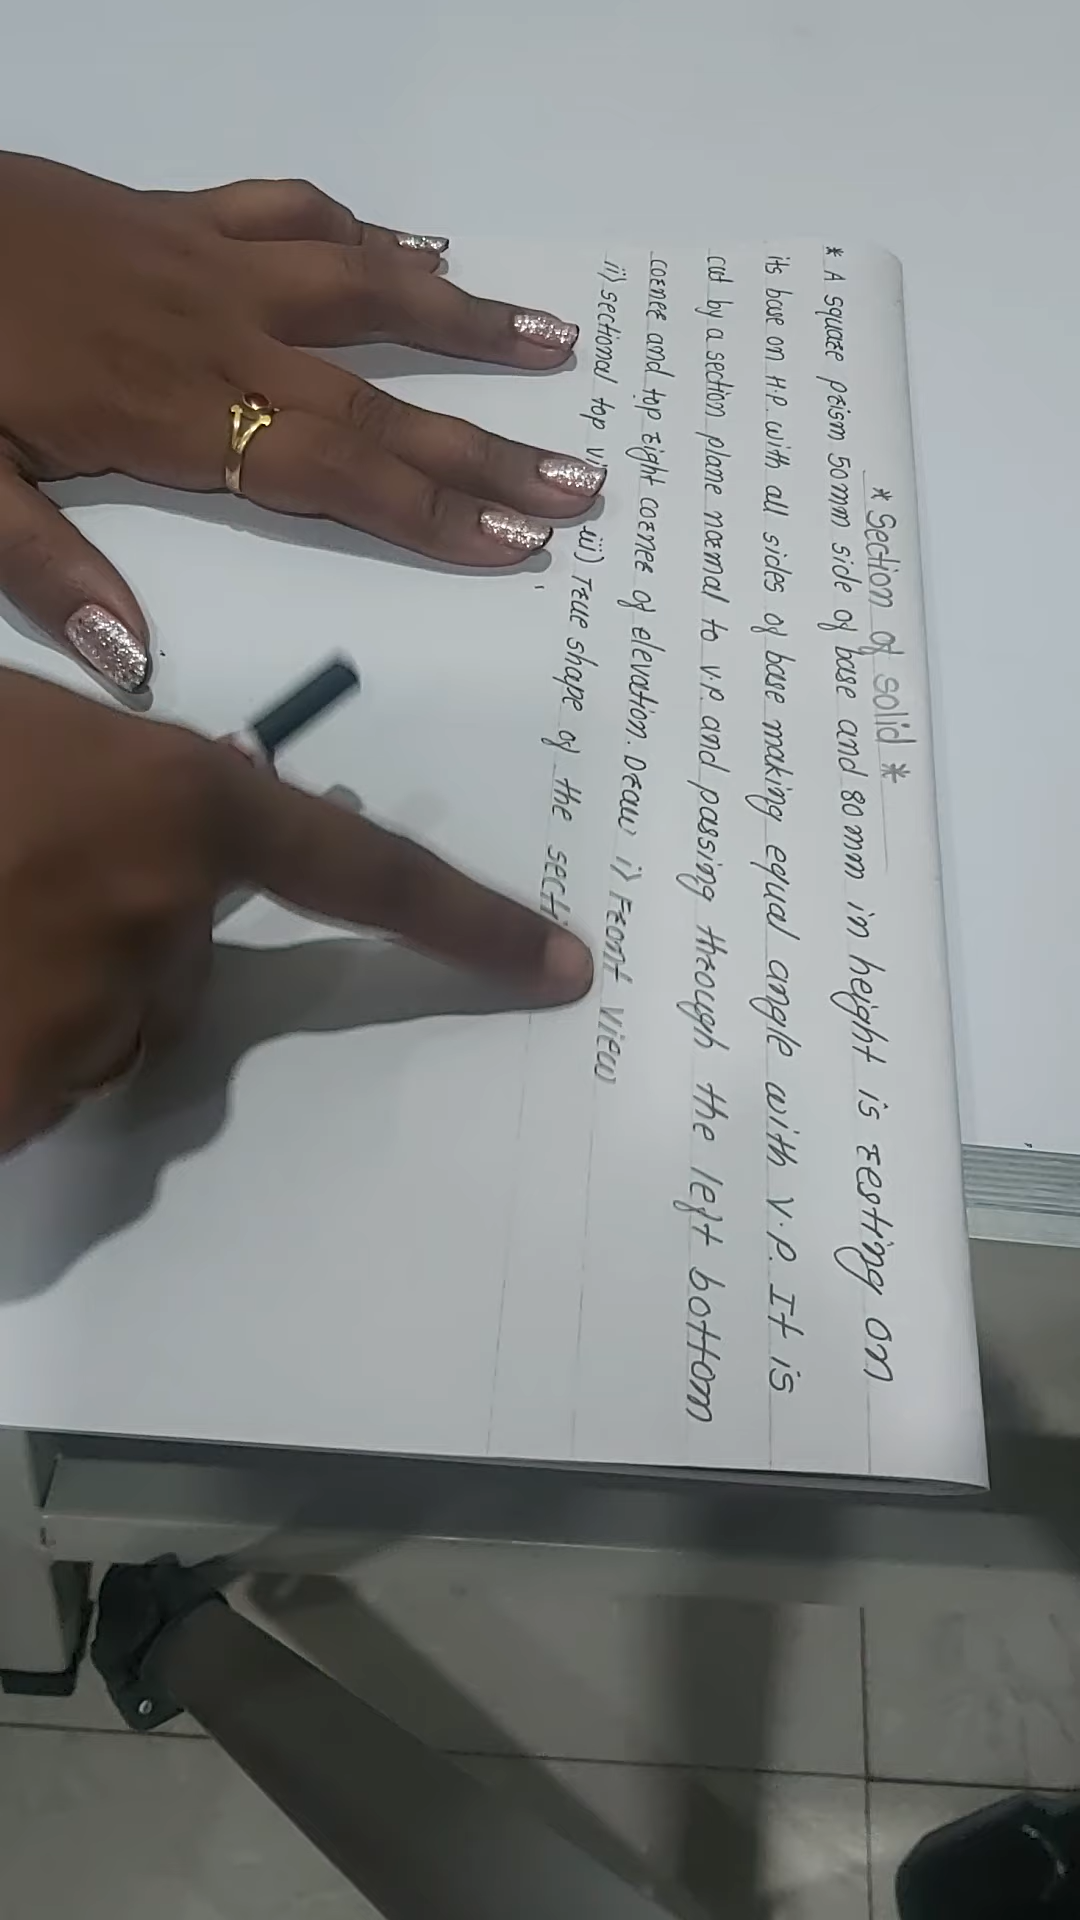 * Section of solid *
* A square prism 50mm side of base and 80mm in height is resting on
its base on H.P. with all sides of base making equal angle with V.P. It is
cut by a section plane normal to V.P. and passing through the left bottom
corner and top right corner of elevation. Draw i) Front view
ii) sectional top iii) True shape of the